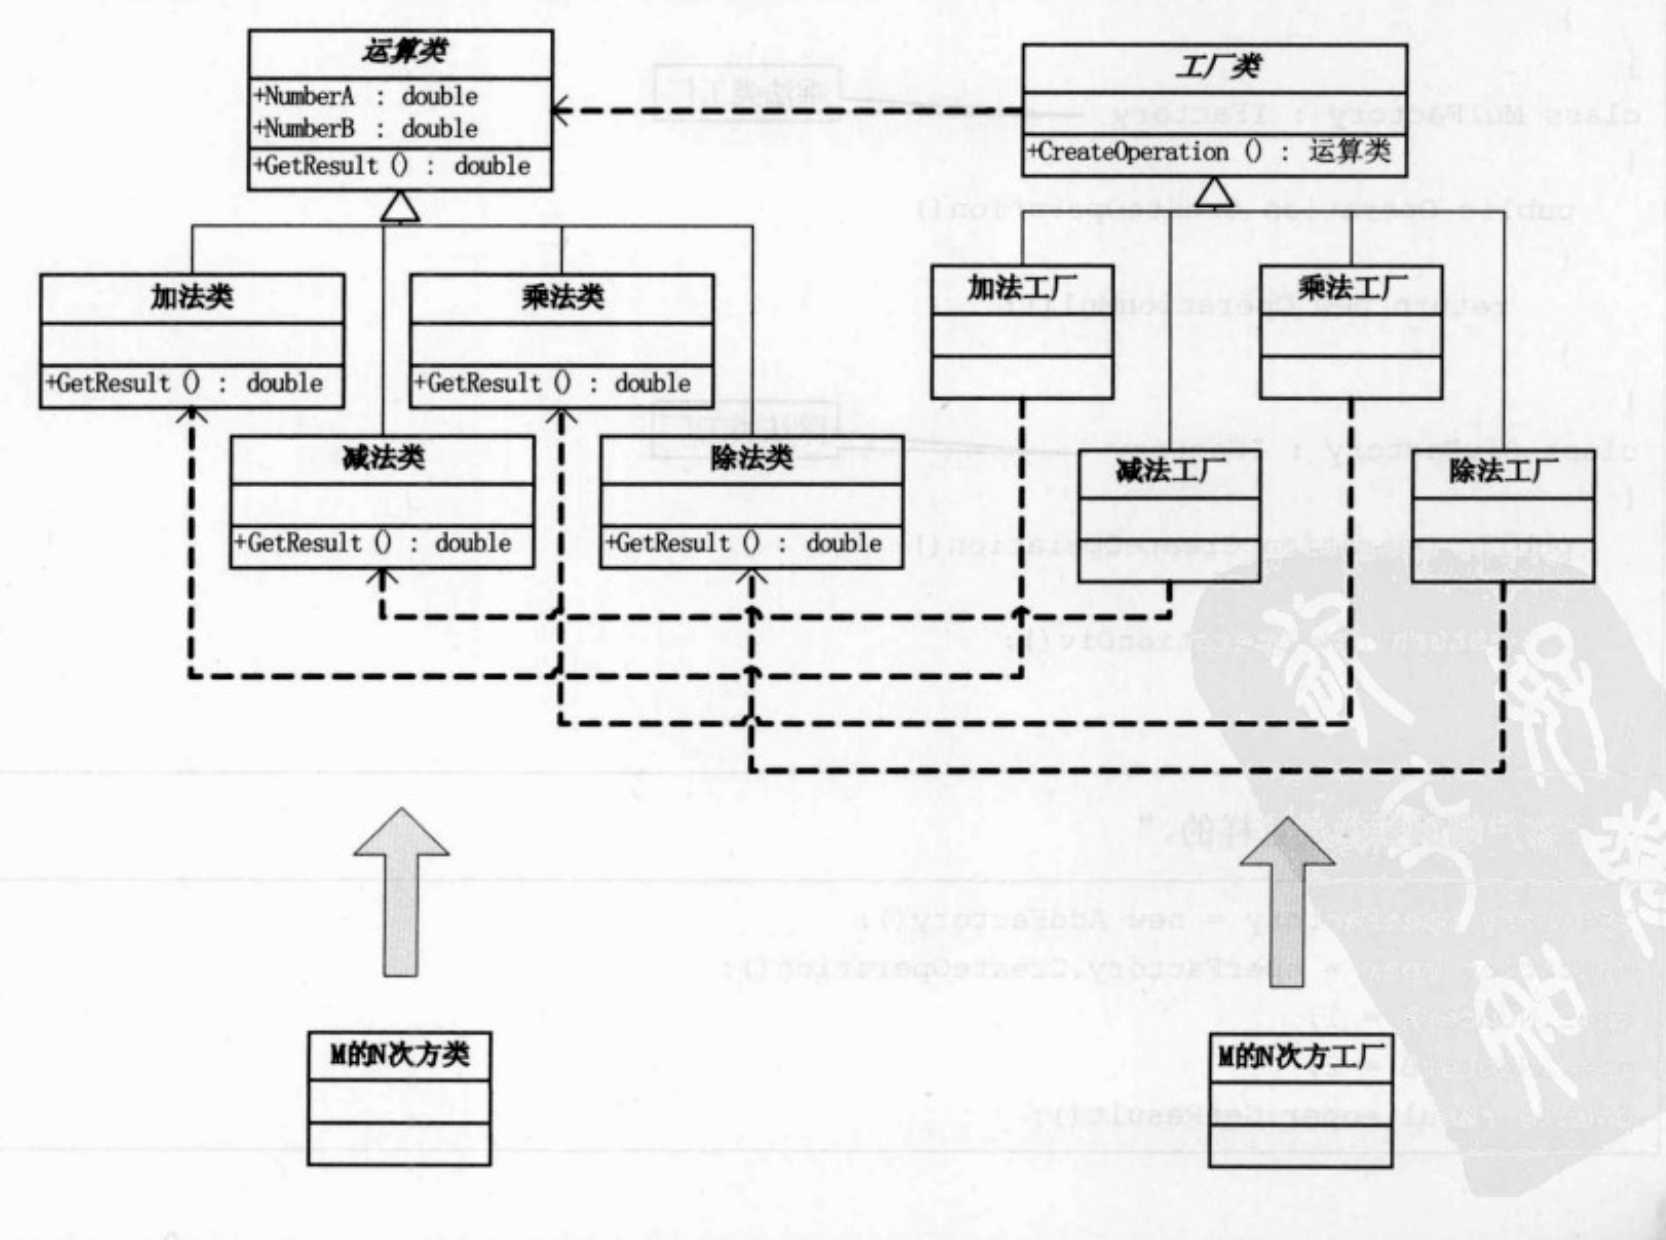 运算类
+NumberA : double
+NumberB : double
+GetResult () : double
工厂类
+CreateOperation () : 运算类
加法类
+GetResult () : double
乘法类
+GetResult () : double
减法类
+GetResult () : double
除法类
+GetResult () : double
加法工厂
乘法工厂
减法工厂
除法工厂
M的N次方类
M的N次方工厂